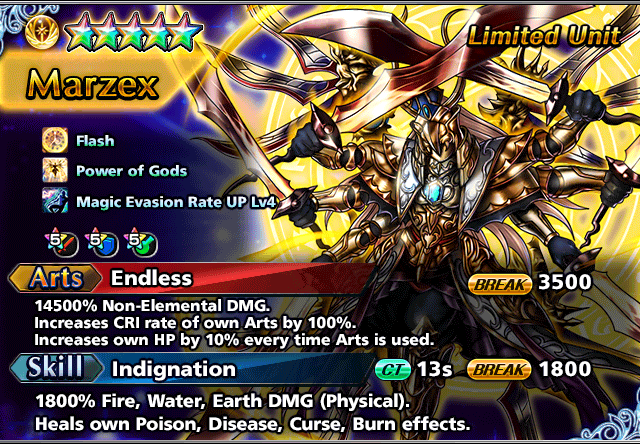 Limited Unit
Marzex
Flash
Power of Gods
Magic Evasion Rate UP Lv4
5 5 5
Arts Endless BREAK 3500
14500% Non-Elemental DMG.
Increases CRI rate of own Arts by 100%.
Increases own HP by 10% every time Arts is used.
Skill Indignation CT 13s BREAK 1800
1800% Fire, Water, Earth DMG (Physical).
Heals own Poison, Disease, Curse, Burn effects.